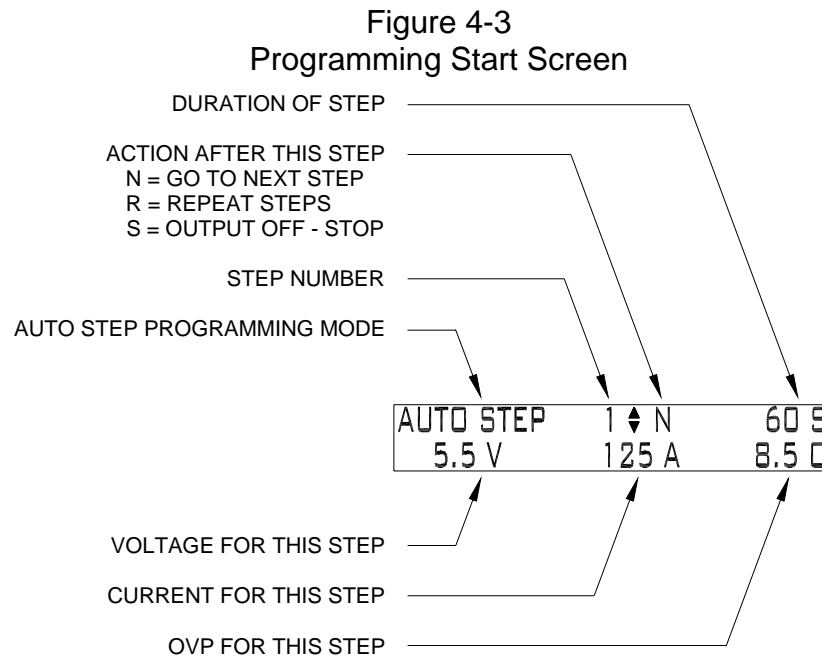 Figure 4-3
Programming Start Screen
DURATION OF STEP
ACTION AFTER THIS STEP
N = GO TO NEXT STEP
R = REPEAT STEPS
S = OUTPUT OFF - STOP
STEP NUMBER
AUTO STEP PROGRAMMING MODE
AUTO STEP 1 N 60 S
5.5 V 125 A 8.5
VOLTAGE FOR THIS STEP
CURRENT FOR THIS STEP
OVP FOR THIS STEP